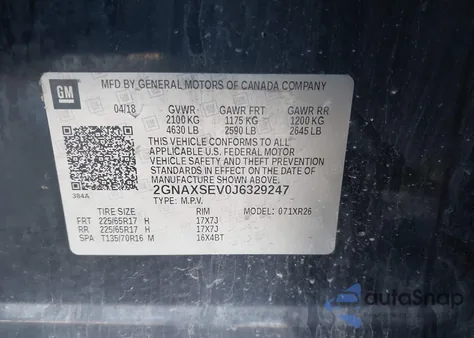 GM
MFD BY GENERAL MOTORS OF CANADA COMPANY
04/18 GVWR GAWR FRT GAWR RR
2100 KG 1175 KG 1200 KG
4630 LB 2590 LB 2645 LB
THIS VEHICLE CONFORMS TO ALL
APPLICABLE U.S. FEDERAL MOTOR
VEHICLE SAFETY AND THEFT PREVENTION
STANDARDS IN EFFECT ON THE DATE OF
MANUFACTURE SHOWN ABOVE.
384A 2GNAXSEV0J6329247
TYPE: M.P.V.
TIRE SIZE RIM MODEL: 071XR26
FRT 225/65R17 H 17X7J
RR 225/65R17 H 17X7J
SPA T135/70R16 M 16X4BT
autoSnap